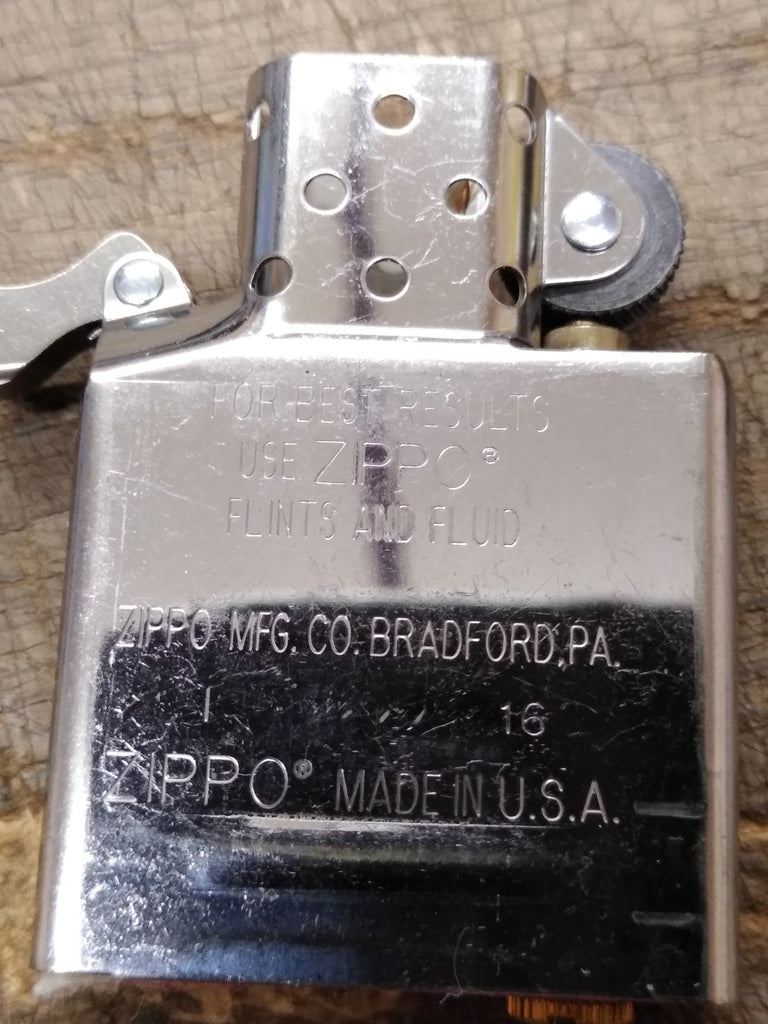 FOR BEST RESULTS
USE ZIPPO®
FLINTS AND FLUID
ZIPPO MFG. CO. BRADFORD, PA.
I 16
ZIPPO® MADE IN U.S.A.